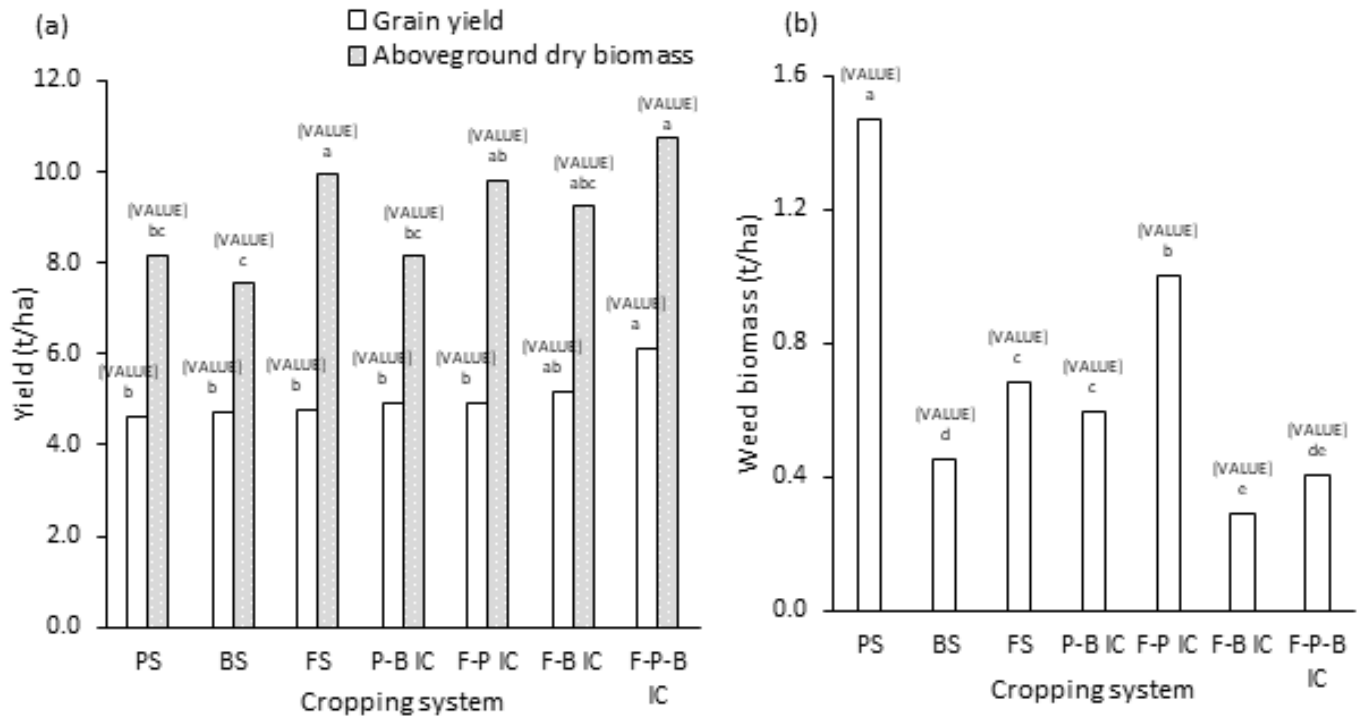 (a)
Grain yield
Aboveground dry biomass
12.0
10.0
8.0
6.0
4.0
2.0
0.0
Yield (t/ha)
[VALUE]
b
[VALUE]
bc
[VALUE]
b
[VALUE]
c
[VALUE]
b
[VALUE]
a
[VALUE]
b
[VALUE]
bc
[VALUE]
b
[VALUE]
ab
[VALUE]
ab
[VALUE]
abc
[VALUE]
a
[VALUE]
a
PS BS FS P-B IC F-P IC F-B IC F-P-B
IC
Cropping system
(b)
1.6
1.2
0.8
0.4
0.0
Weed biomass (t/ha)
[VALUE]
a
[VALUE]
d
[VALUE]
c
[VALUE]
c
[VALUE]
b
[VALUE]
e
[VALUE]
de
PS BS FS P-B IC F-P IC F-B IC F-P-B
IC
Cropping system